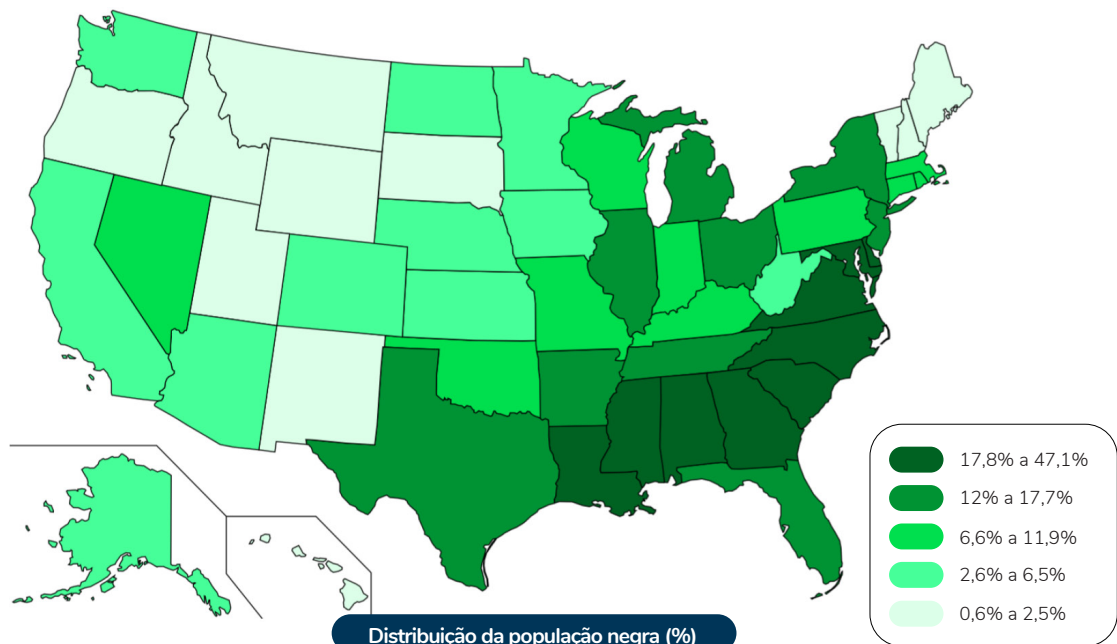 17,8% a 47,1%
12% a 17,7%
6,6% a 11,9%
2,6% a 6,5%
0,6% a 2,5%
Distribuição da população negra (%)